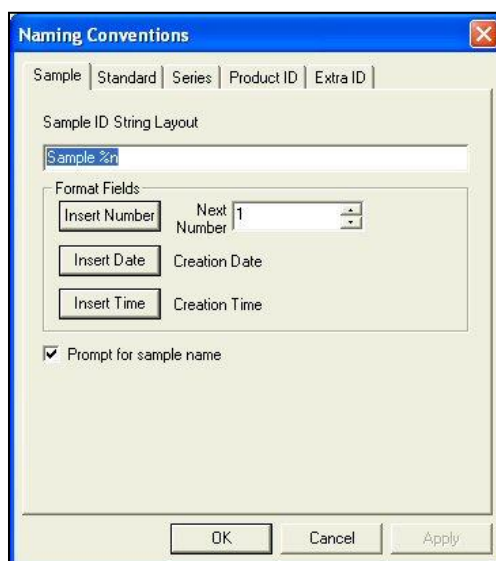 Naming Conventions
Sample Standard Series Product ID Extra ID
Sample ID String Layout
Sample %n
Format Fields
Insert Number Next Number 1
Insert Date Creation Date
Insert Time Creation Time
Prompt for sample name
OK Cancel Apply